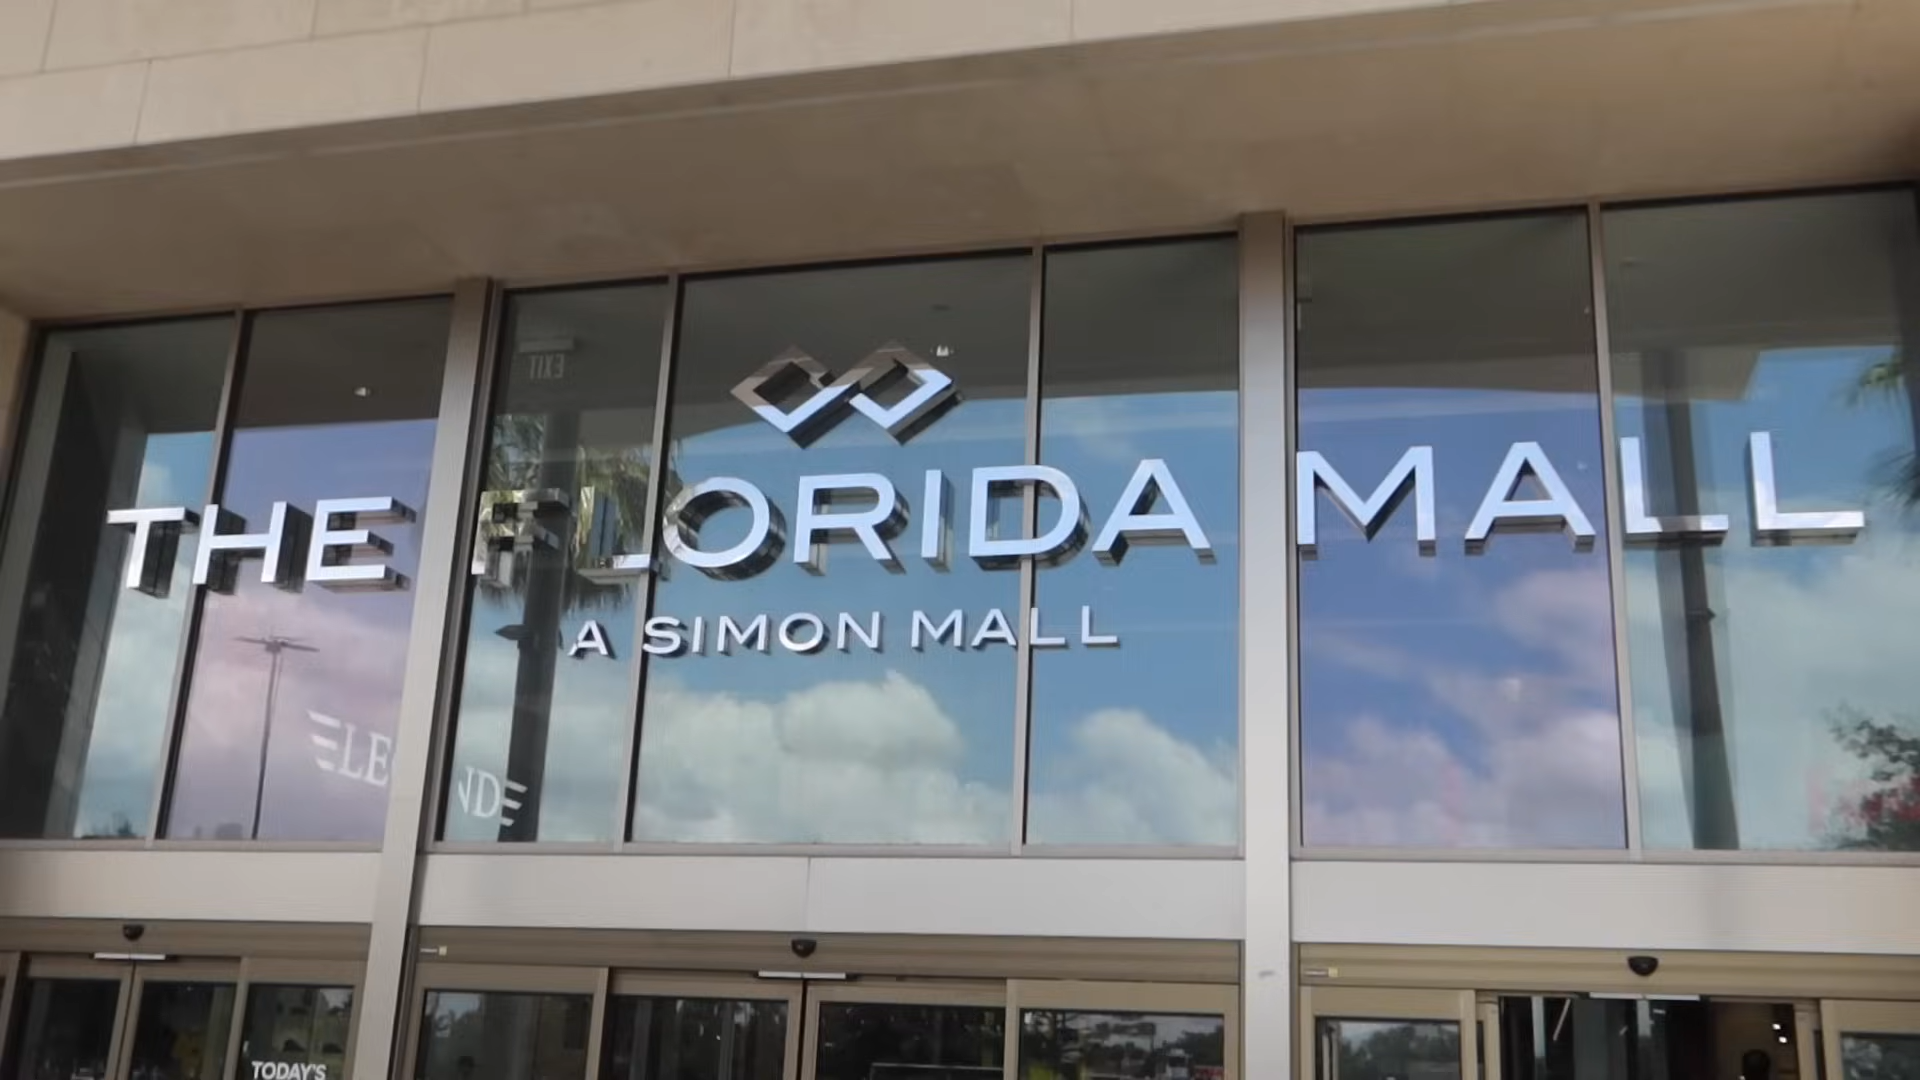 EXIT
THE FLORIDA MALL
A SIMON MALL
TODAY'S